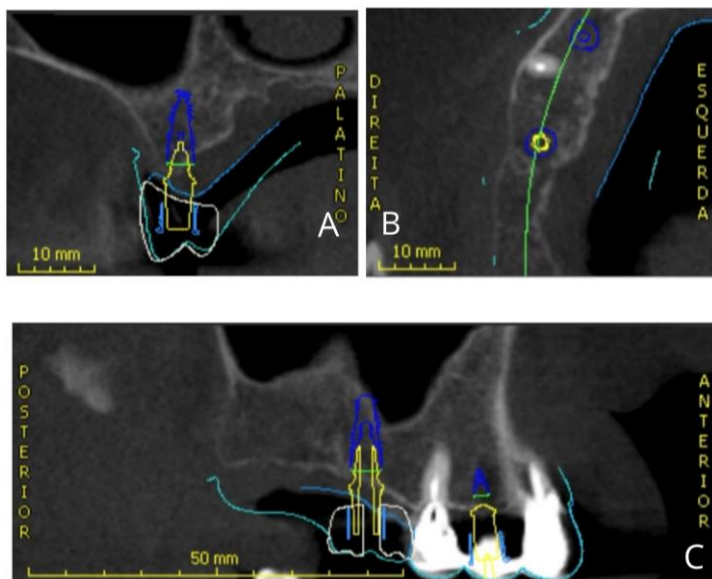 PALATINO
A
10 mm
DIREITA
ESQUERDA
B
10 mm
POSTERIOR
ANTERIOR
50 mm
C